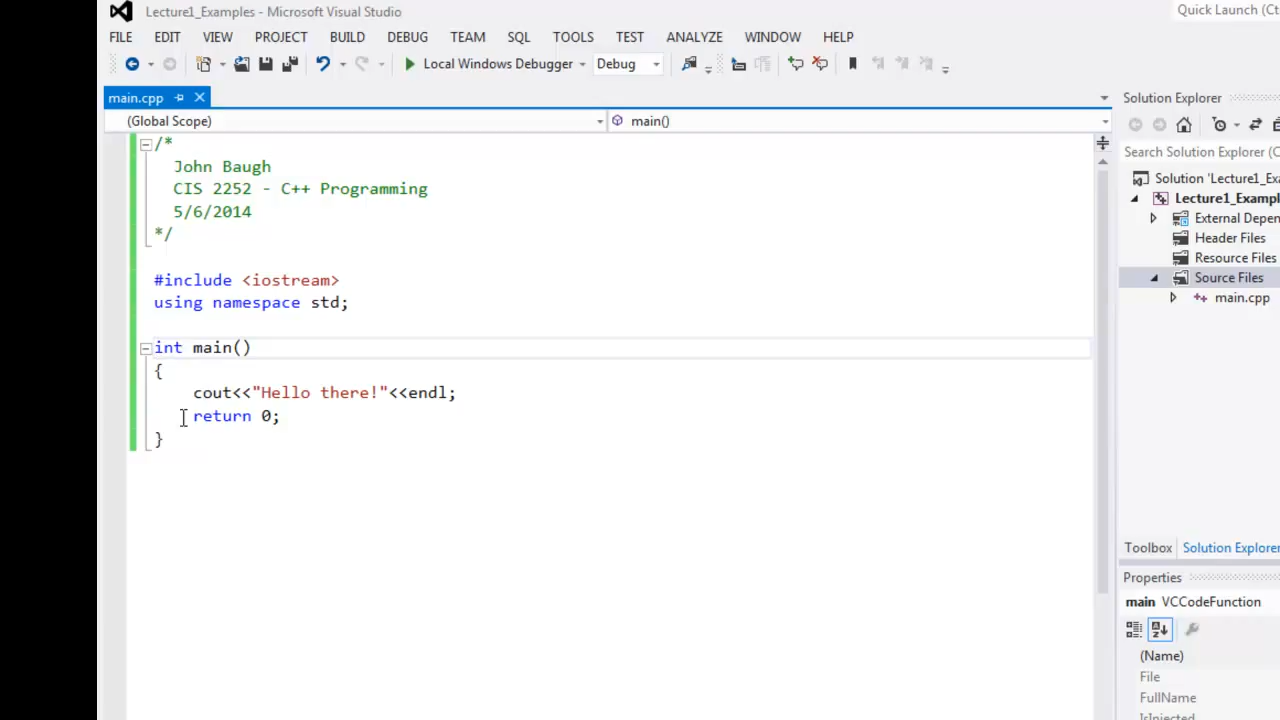 Lecture1_Examples - Microsoft Visual Studio
Quick Launch (Ct
FILE EDIT VIEW PROJECT BUILD DEBUG TEAM SQL TOOLS TEST ANALYZE WINDOW HELP
Local Windows Debugger Debug
main.cpp
Solution Explorer
(Global Scope) main()
Search Solution Explorer (C
/*
John Baugh
CIS 2252 - C++ Programming
5/6/2014
*/
#include <iostream>
using namespace std;
int main()
{
cout<<"Hello there!"<<endl;
return 0;
}
Solution 'Lecture1_Exa
Lecture1_Exampl
External Depen
Header Files
Resource Files
Source Files
main.cpp
Toolbox Solution Explorer
Properties
main VCCodeFunction
(Name)
File
FullName
IsInjected